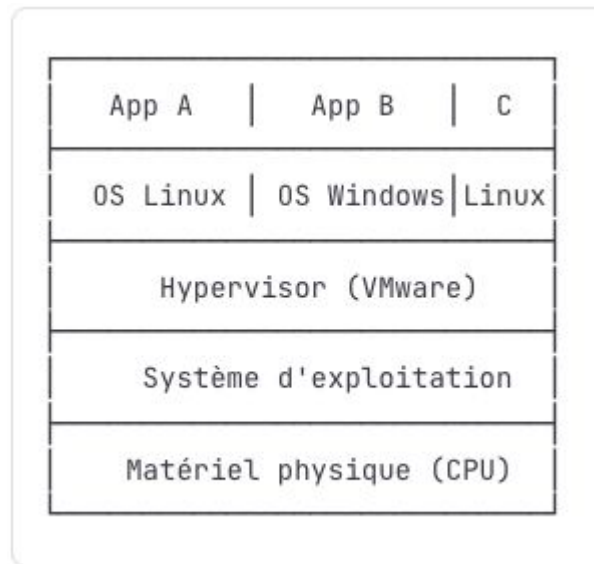 App A │ App B │ C
OS Linux │ OS Windows│Linux
Hypervisor (VMware)
Système d'exploitation
Matériel physique (CPU)